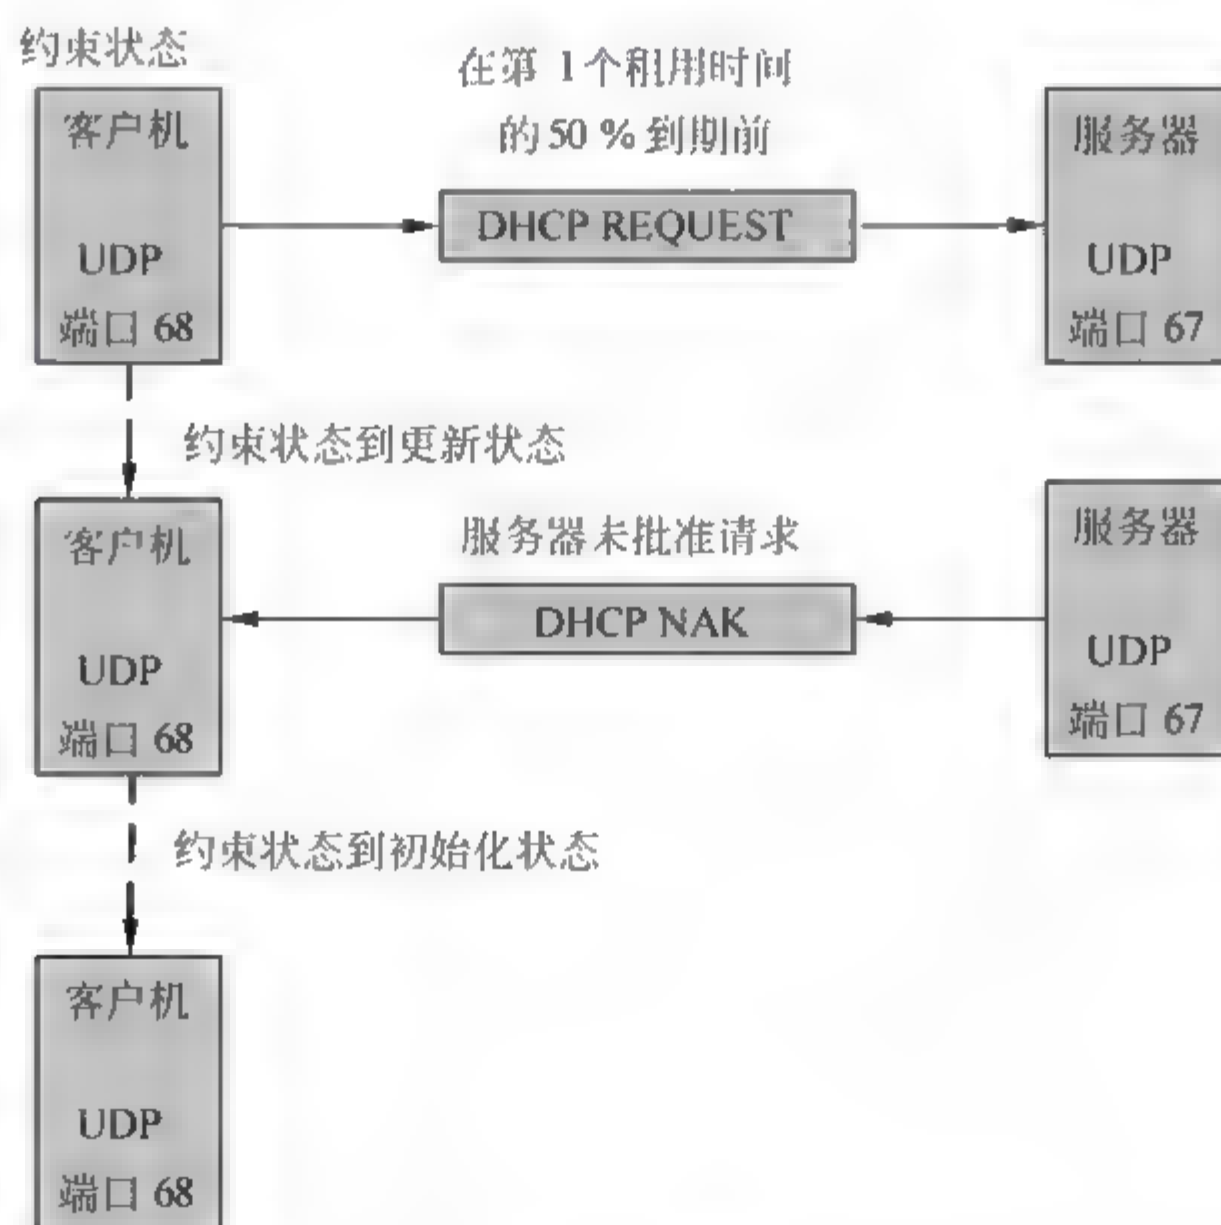 约束状态
在第 1个租用时间
的 50 % 到期前
客户机
UDP
端口 68
DHCP REQUEST
服务器
UDP
端口 67
约束状态到更新状态
客户机
UDP
端口 68
服务器未批准请求
DHCP NAK
服务器
UDP
端口 67
约束状态到初始化状态
客户机
UDP
端口 68